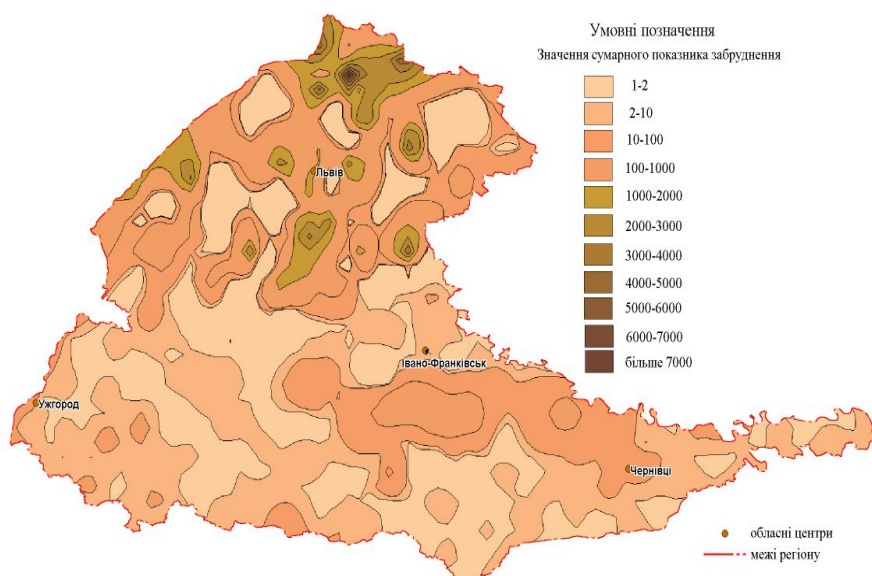 Умовні позначення
Значення сумарного показника забруднення
1-2
2-10
10-100
100-1000
1000-2000
2000-3000
3000-4000
4000-5000
5000-6000
6000-7000
більше 7000
Львів
Івано-Франківськ
Ужгород
Чернівці
обласні центри
межі регіону